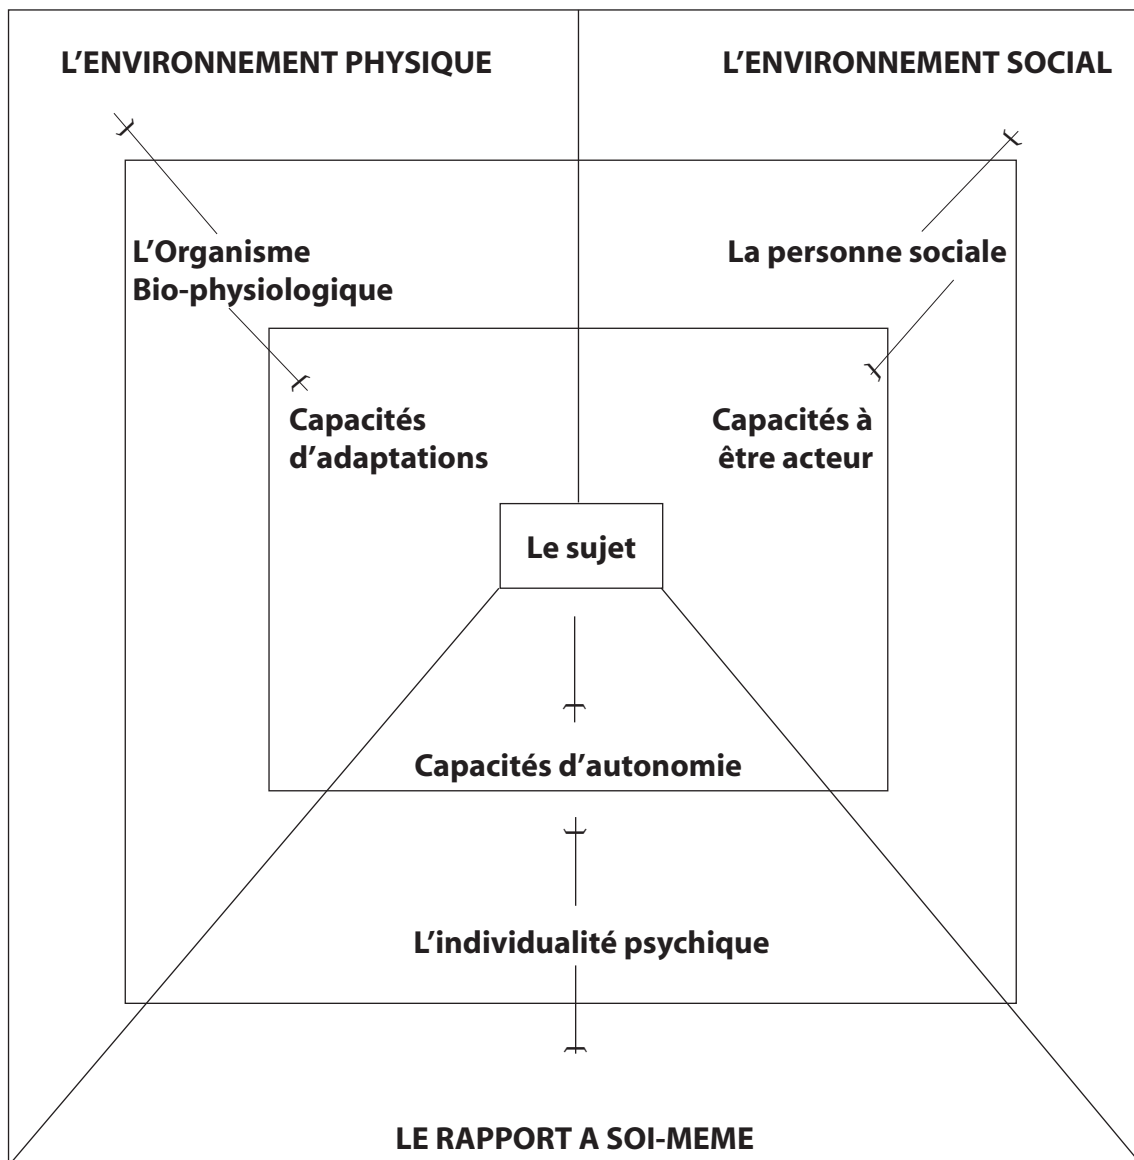 L’ENVIRONNEMENT PHYSIQUE
L’ENVIRONNEMENT SOCIAL
L’Organisme
Bio-physiologique
La personne sociale
Capacités
d’adaptations
Capacités à
être acteur
Le sujet
Capacités d’autonomie
L’individualité psychique
LE RAPPORT A SOI-MEME